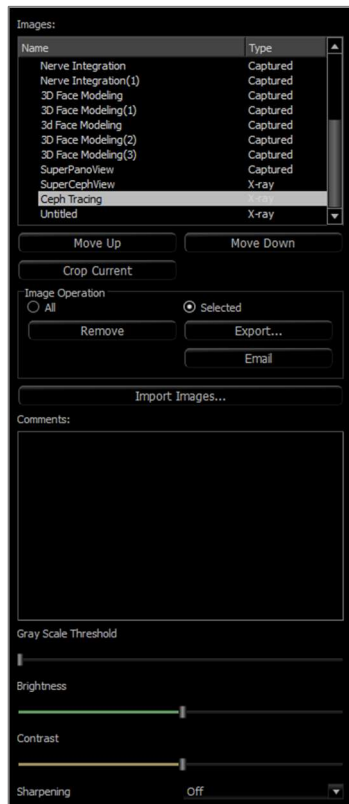 Images:
Name Type
Nerve Integration Captured
Nerve Integration(1) Captured
3D Face Modeling Captured
3D Face Modeling(1) Captured
3d Face Modeling Captured
3D Face Modeling(2) Captured
3D Face Modeling(3) Captured
SuperPanoView Captured
SuperCephView X-ray
Ceph Tracing X-ray
Untitled X-ray
Move Up Move Down
Crop Current
Image Operation
All Selected
Remove Export...
Email
Import Images...
Comments:
Gray Scale Threshold
Brightness
Contrast
Sharpening Off